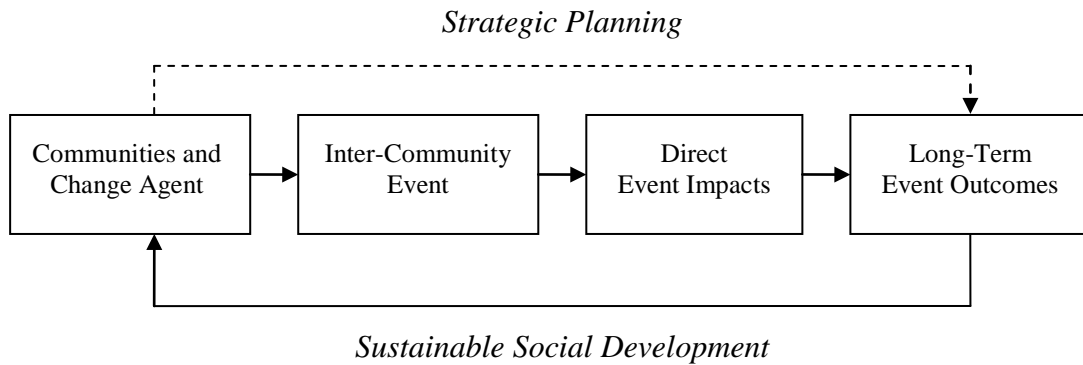 Strategic Planning
Communities and
Change Agent
Inter-Community
Event
Direct
Event Impacts
Long-Term
Event Outcomes
Sustainable Social Development